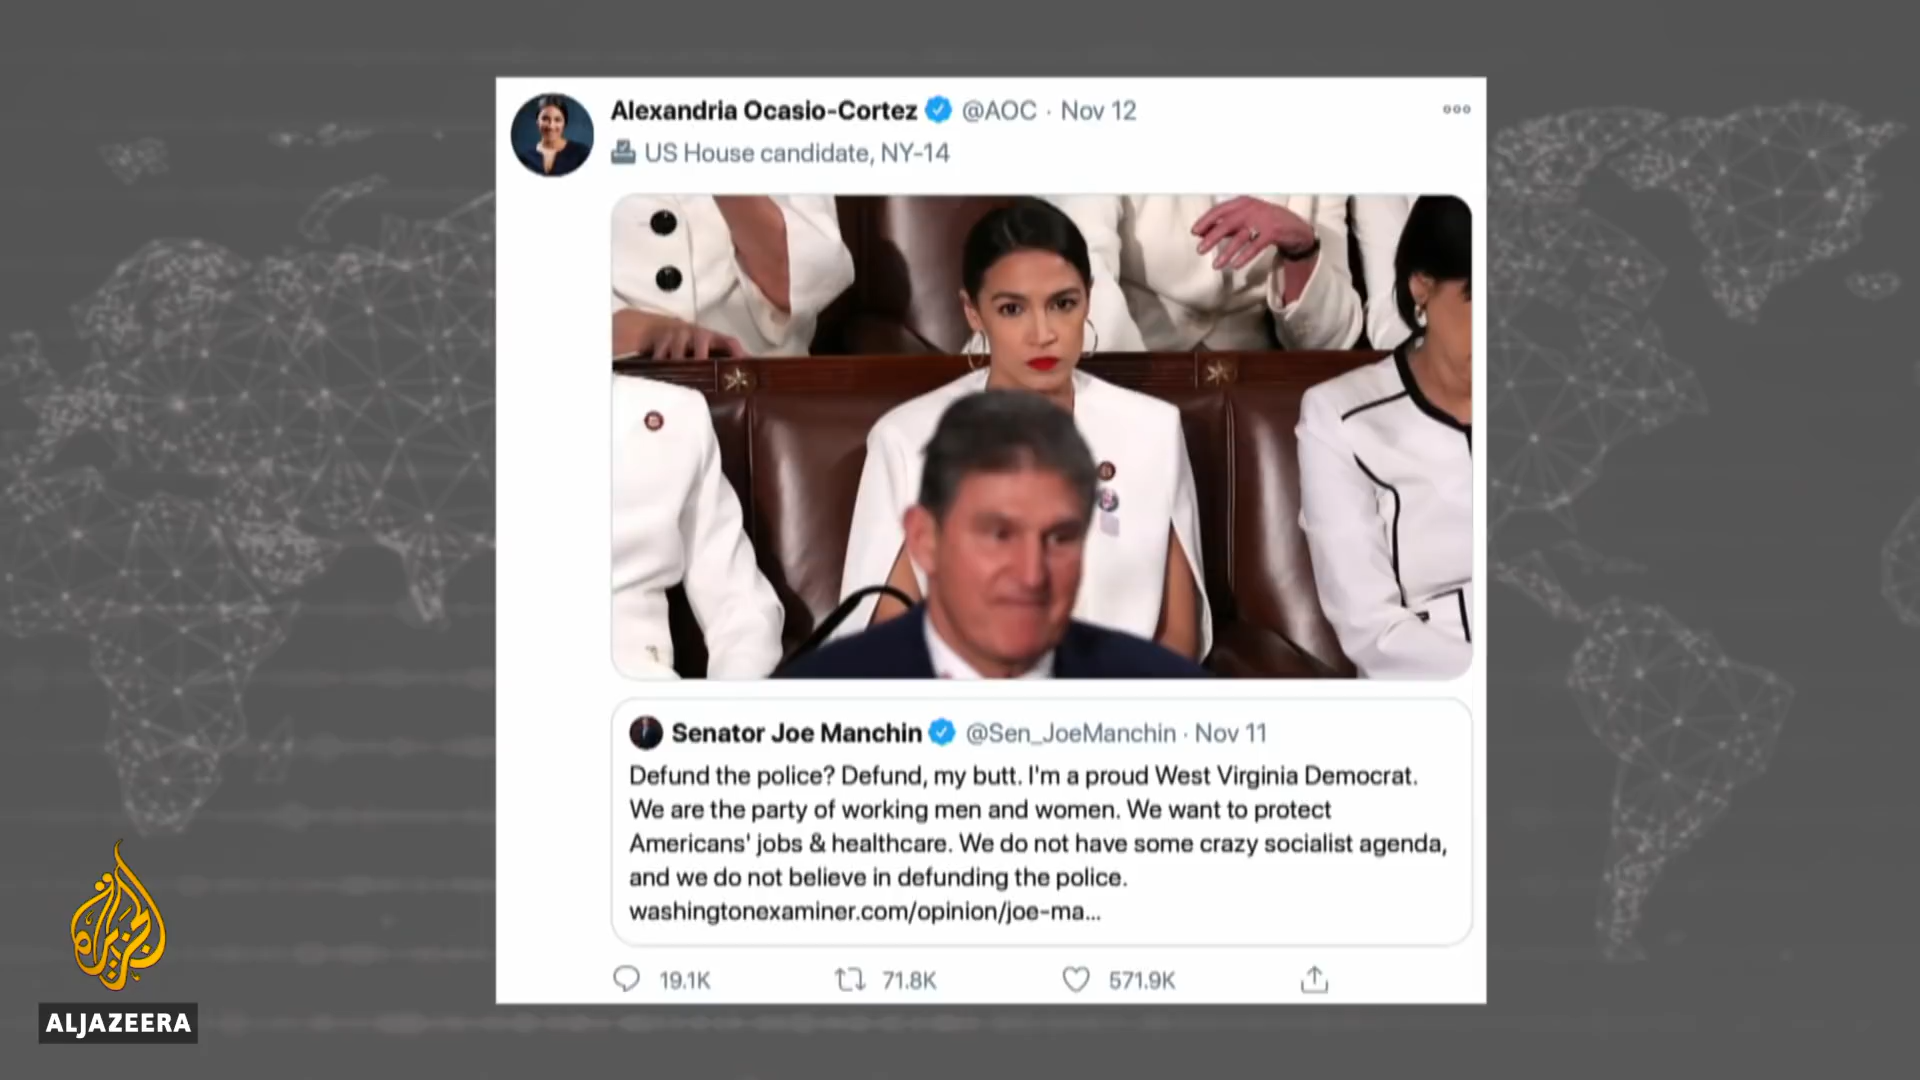 Alexandria Ocasio-Cortez @AOC · Nov 12
US House candidate, NY-14
Senator Joe Manchin @Sen_JoeManchin · Nov 11
Defund the police? Defund, my butt. I'm a proud West Virginia Democrat.
We are the party of working men and women. We want to protect
Americans' jobs & healthcare. We do not have some crazy socialist agenda,
and we do not believe in defunding the police.
washingtonexaminer.com/opinion/joe-ma...
19.1K 71.8K 571.9K
الجزيرة
ALJAZEERA